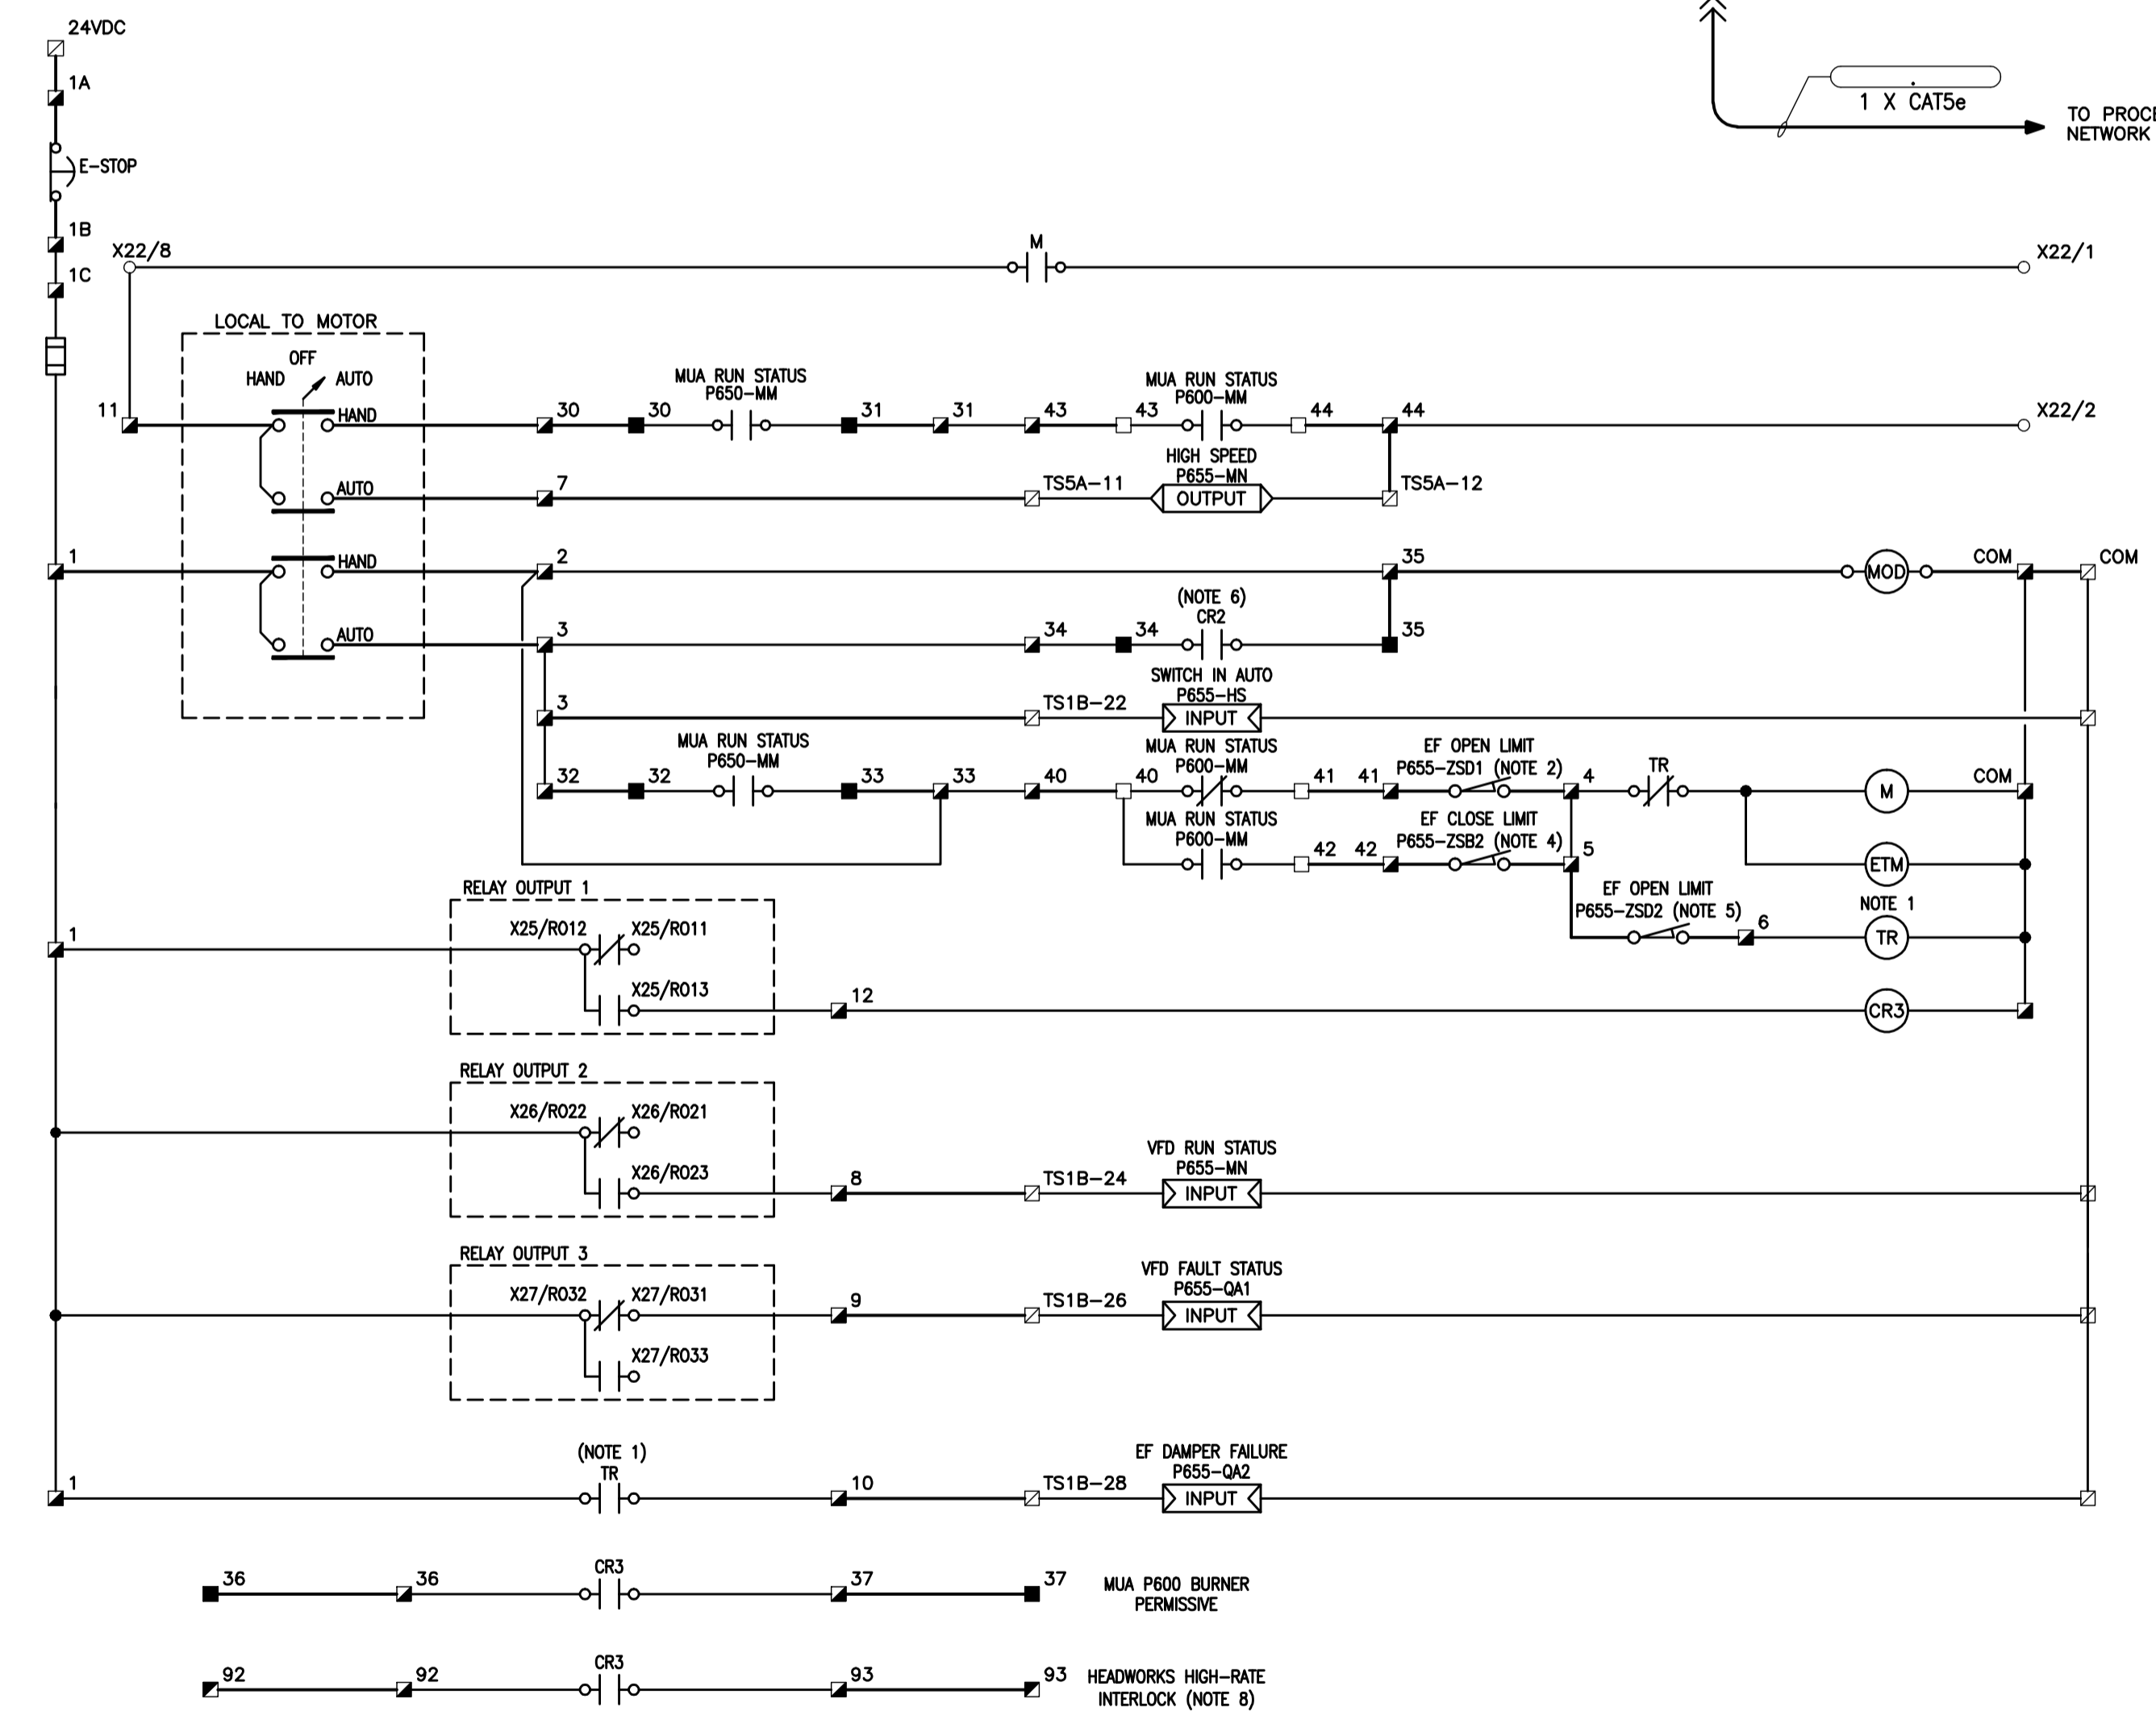 24VDC
1A
E-STOP
1B
1C
1 X CAT5e
TO PROCE
NETWORK
X22/8
M
X22/1
LOCAL TO MOTOR
OFF
HAND AUTO
11
HAND
30
30
MUA RUN STATUS
P650-MM
31
31
43
43
MUA RUN STATUS
P600-MM
44
44
X22/2
AUTO
7
TS5A-11
HIGH SPEED
P655-MN
OUTPUT
TS5A-12
1
HAND
2
35
MOD
COM
COM
AUTO
3
34
34
(NOTE 6)
CR2
35
3
TS1B-22
SWITCH IN AUTO
P655-HS
INPUT
32
32
MUA RUN STATUS
P650-MM
33
33
40
40
MUA RUN STATUS
P600-MM
41
41
EF OPEN LIMIT
P655-ZSD1 (NOTE 2)
4
TR
M
COM
MUA RUN STATUS
P600-MM
42
42
EF CLOSE LIMIT
P655-ZSB2 (NOTE 4)
5
ETM
EF OPEN LIMIT
P655-ZSD2 (NOTE 5)
6
NOTE 1
TR
RELAY OUTPUT 1
1
X25/RO12
X25/RO11
X25/RO13
12
CR3
RELAY OUTPUT 2
X26/RO22
X26/RO21
X26/RO23
8
TS1B-24
VFD RUN STATUS
P655-MN
INPUT
RELAY OUTPUT 3
X27/RO32
X27/RO31
X27/RO33
9
TS1B-26
VFD FAULT STATUS
P655-QA1
INPUT
1
(NOTE 1)
TR
10
TS1B-28
EF DAMPER FAILURE
P655-QA2
INPUT
36
36
CR3
37
37
MUA P600 BURNER
PERMISSIVE
92
92
CR3
93
93
HEADWORKS HIGH-RATE
INTERLOCK (NOTE 8)